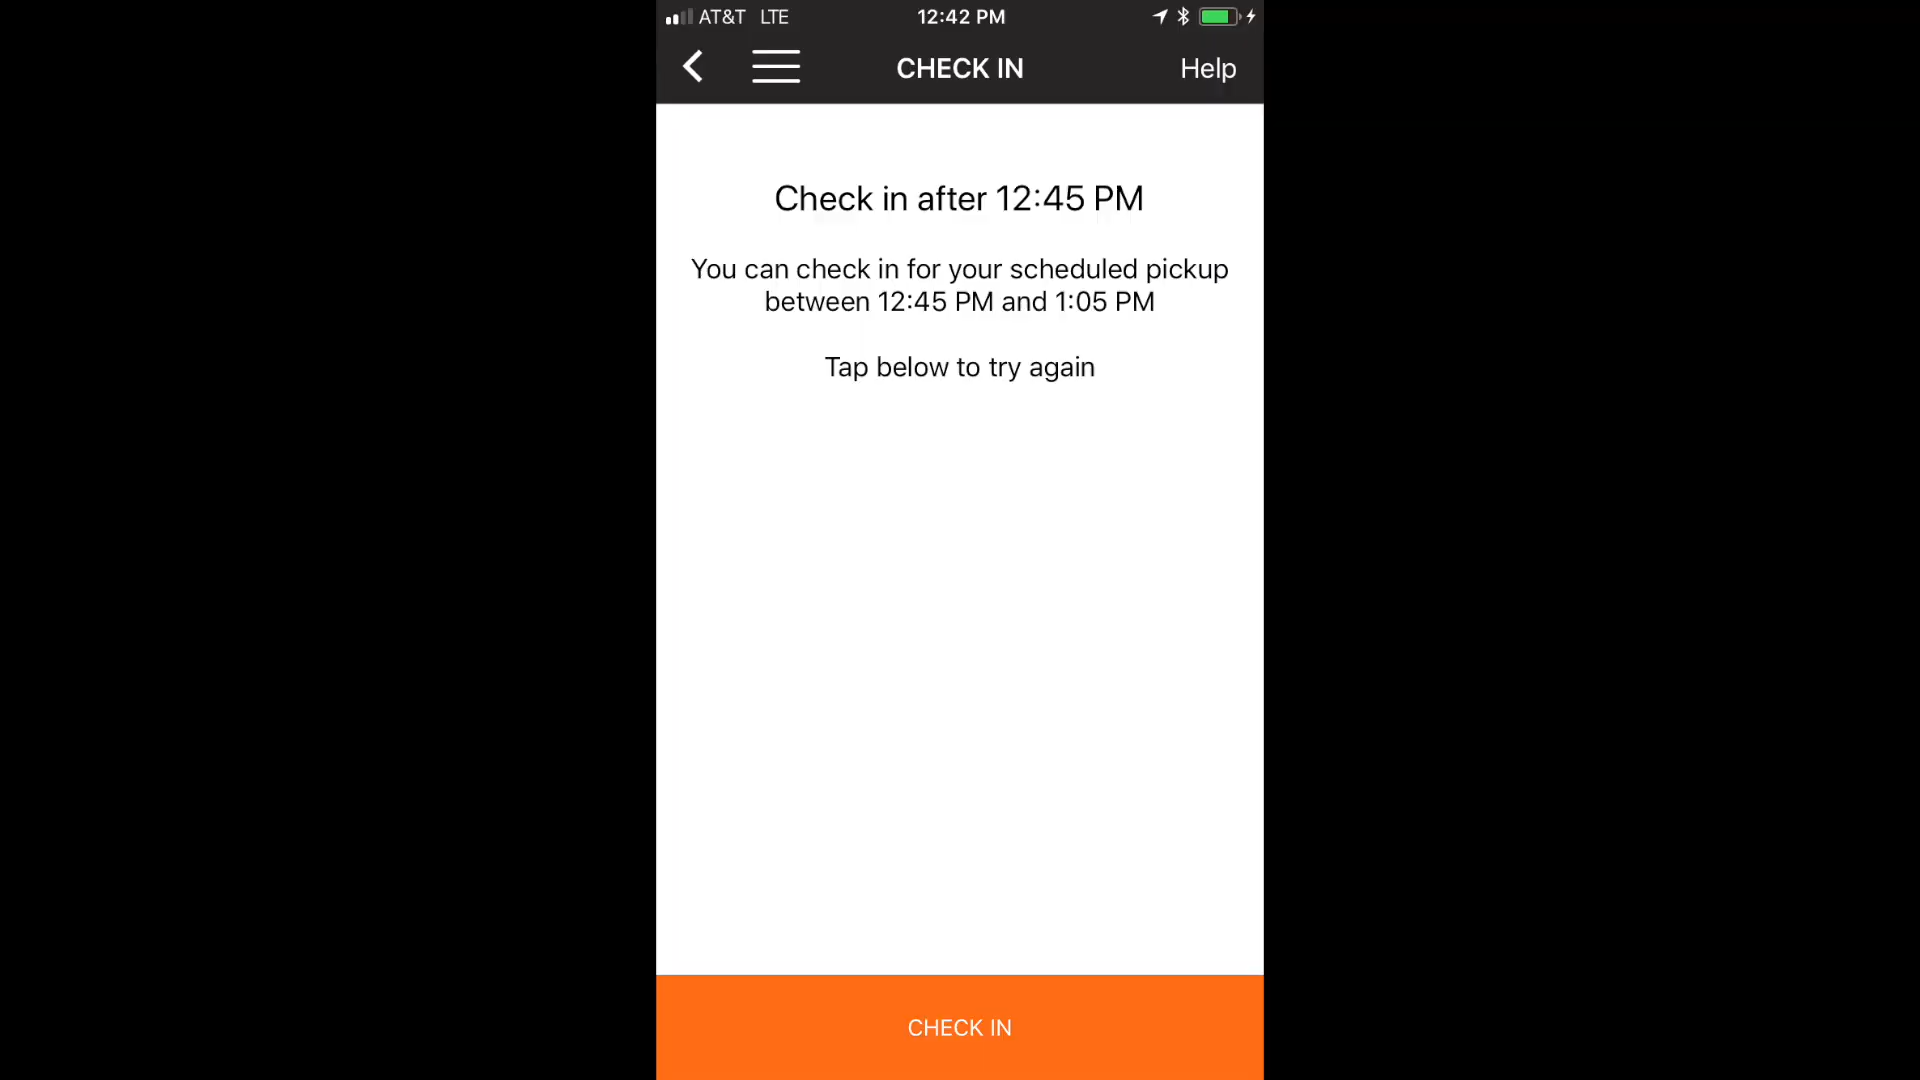 AT&T LTE 12:42 PM
CHECK IN Help
Check in after 12:45 PM
You can check in for your scheduled pickup
between 12:45 PM and 1:05 PM
Tap below to try again
CHECK IN